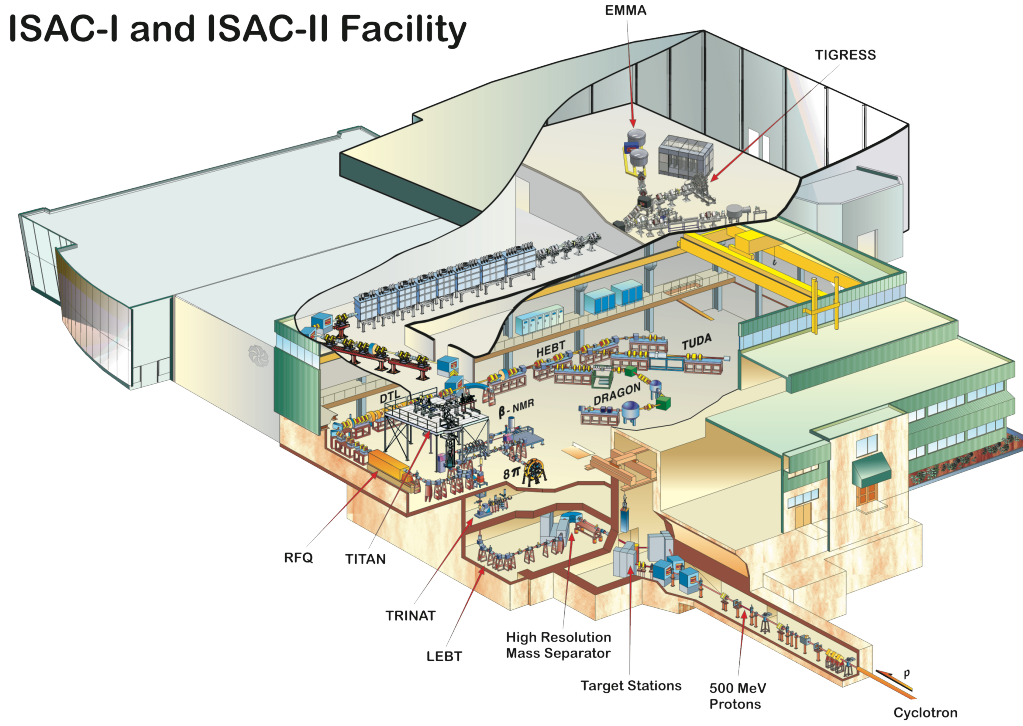 ISAC-I and ISAC-II Facility
EMMA
TIGRESS
HEBT
TUDA
DTL
β-NMR
DRAGON
8π
RFQ
TITAN
TRINAT
LEBT
High Resolution
Mass Separator
Target Stations
500 MeV
Protons
p
Cyclotron